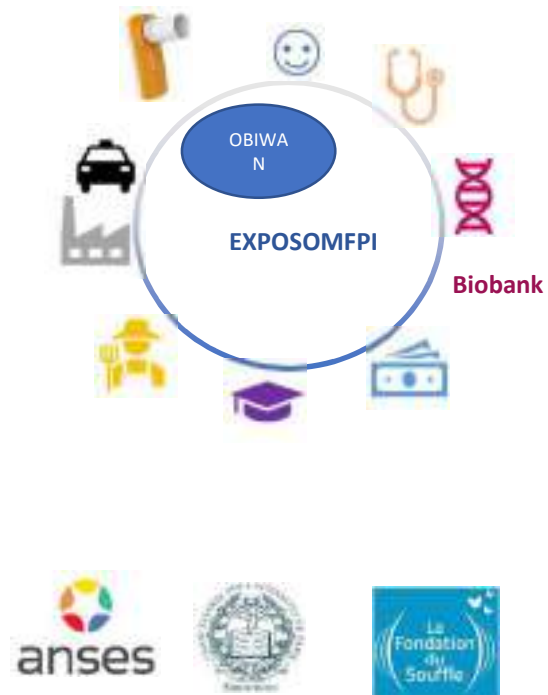 OBIWA
N
EXPOSOMFPI
Biobank
anses
La
Fondation
du
Souffle